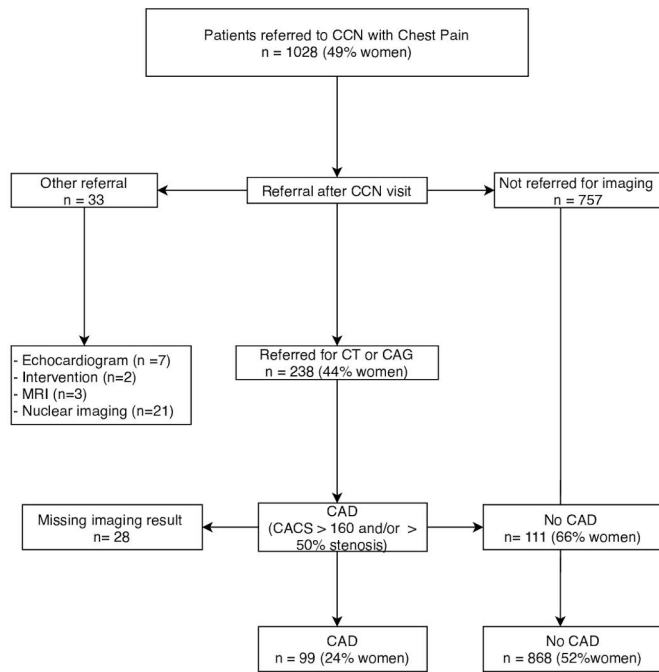 Patients referred to CCN with Chest Pain
n = 1028 (49% women)
Other referral
n = 33
Referral after CCN visit
Not referred for imaging
n = 757
- Echocardiogram (n =7)
- Intervention (n=2)
- MRI (n=3)
- Nuclear imaging (n=21)
Referred for CT or CAG
n = 238 (44% women)
Missing imaging result
n= 28
CAD
(CACS > 160 and/or >
50% stenosis)
No CAD
n= 111 (66% women)
CAD
n= 99 (24% women)
No CAD
n= 868 (52%women)